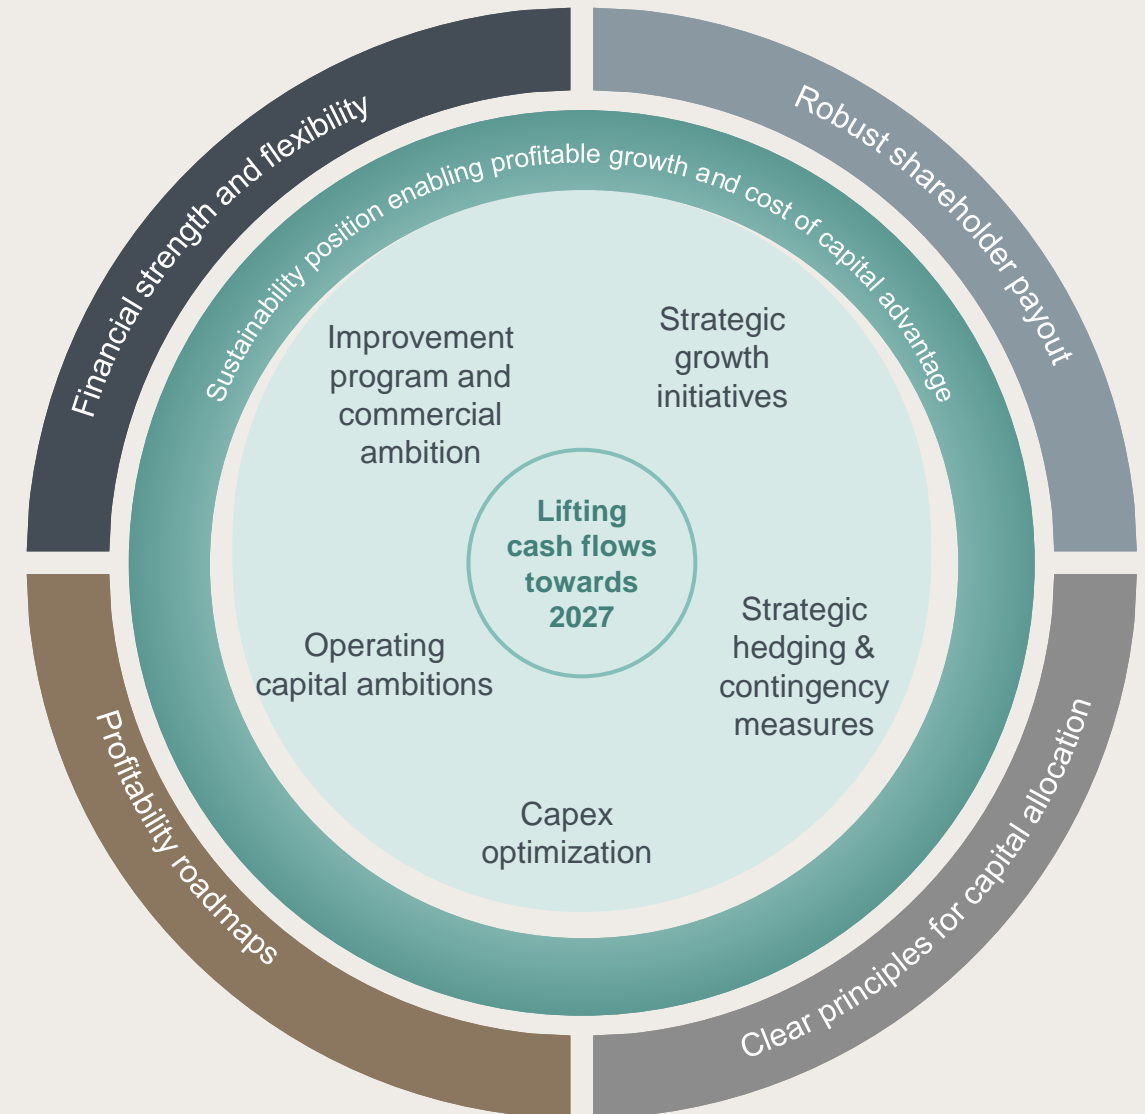 Financial strength and flexibility
Robust shareholder payout
Sustainability position enabling profitable growth and cost of capital advantage
Improvement
program and
commercial
ambition
Strategic
growth
initiatives
Lifting
cash flows
towards
2027
Operating
capital ambitions
Strategic
hedging &
contingency
measures
Capex
optimization
Profitability roadmaps
Clear principles for capital allocation